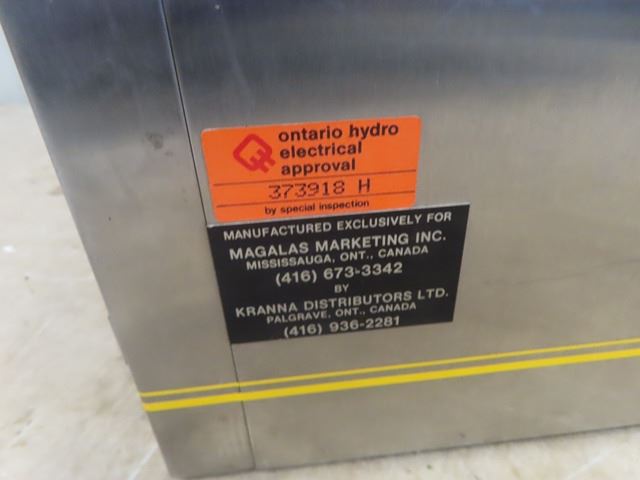 ontario hydro
electrical
approval
373918 H
by special inspection
MANUFACTURED EXCLUSIVELY FOR
MAGALAS MARKETING INC.
MISSISSAUGA, ONT., CANADA
(416) 673-3342
BY
KRANNA DISTRIBUTORS LTD.
PALGRAVE, ONT., CANADA
(416) 936-2281